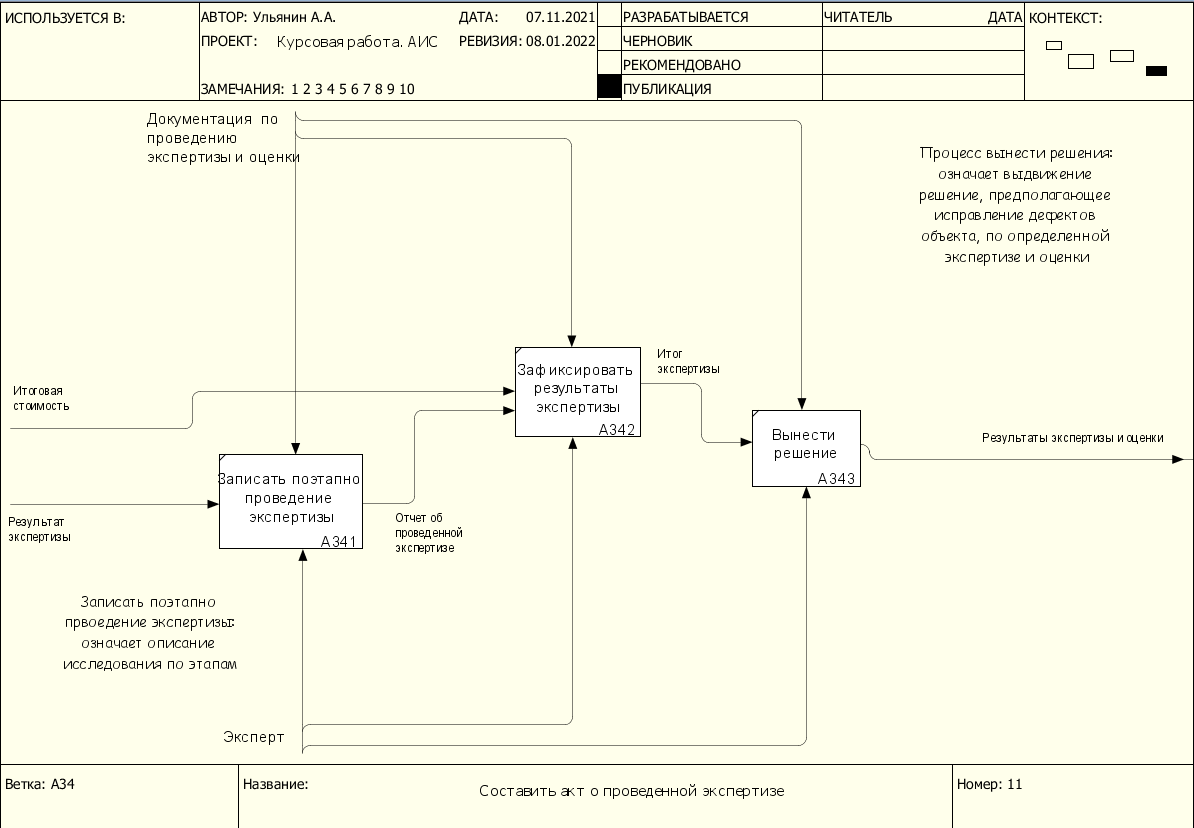 ИСПОЛЬЗУЕТСЯ В:
АВТОР: Ульянин А.А.
ДАТА: 07.11.2021
ПРОЕКТ: Курсовая работа. АИС
РЕВИЗИЯ: 08.01.2022
ЗАМЕЧАНИЯ: 1 2 3 4 5 6 7 8 9 10
РАЗРАБАТЫВАЕТСЯ
ЧЕРНОВИК
РЕКОМЕНДОВАНО
ПУБЛИКАЦИЯ
ЧИТАТЕЛЬ
ДАТА
КОНТЕКСТ:
Документация по
проведению
экспертизы и оценки
Процесс вынести решения:
означает выдвижение
решение, предполагающее
исправление дефектов
объекта, по определенной
экспертизе и оценки
Итоговая
стоимость
Зафиксировать
результаты
экспертизы
A342
Итог
экспертизы
Вынести
решение
A343
Результаты экспертизы и оценки
Результат
экспертизы
Записать поэтапно
проведение
экспертизы
A341
Отчет об
проведенной
экспертизе
Записать поэтапно
првоедение экспертизы:
означает описание
исследования по этапам
Эксперт
Ветка: A34
Название:
Составить акт о проведенной экспертизе
Номер: 11